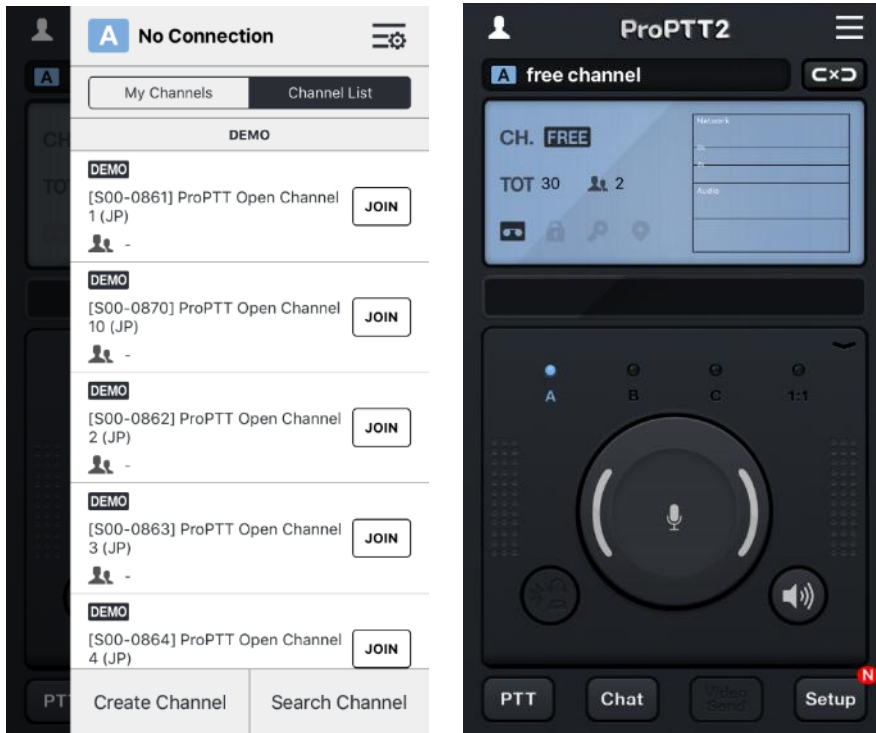 A No Connection
My Channels Channel List
DEMO
DEMO
[S00-0861] ProPTT Open Channel
1 (JP)
JOIN
-
DEMO
[S00-0870] ProPTT Open Channel
10 (JP)
JOIN
-
DEMO
[S00-0862] ProPTT Open Channel
2 (JP)
JOIN
-
DEMO
[S00-0863] ProPTT Open Channel
3 (JP)
JOIN
-
DEMO
[S00-0864] ProPTT Open Channel
4 (JP)
JOIN
Create Channel Search Channel
A
CH
TOT
PT
ProPTT2
A free channel
CH. FREE
TOT 30 2
Network
Audio
A B C 1:1
N
PTT Chat Video Send Setup